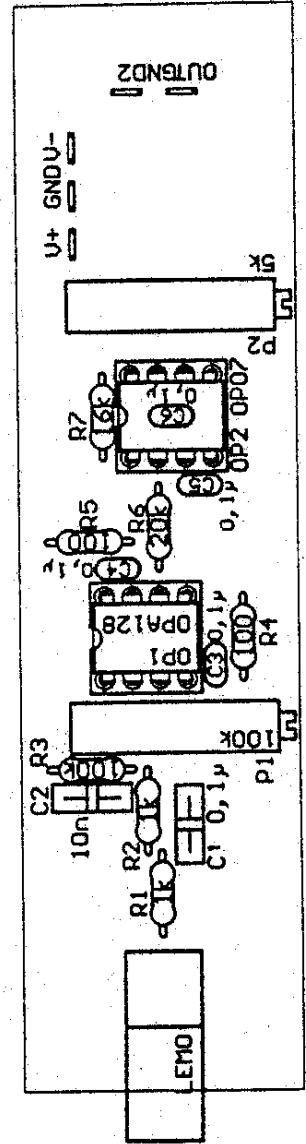 OUTGND2
V+ GND V-
5k
P2
R7
16k
0,1µ
C6
OP2 OP07
C5
0,1µ
R6
20k
R5
100
0,1µ
C4
OPA128
OP1
C3 0,1µ
100
R4
100k
P1
R3
C2
10n
R2
1k
C1 0,1µ
R1
1k
LEMO